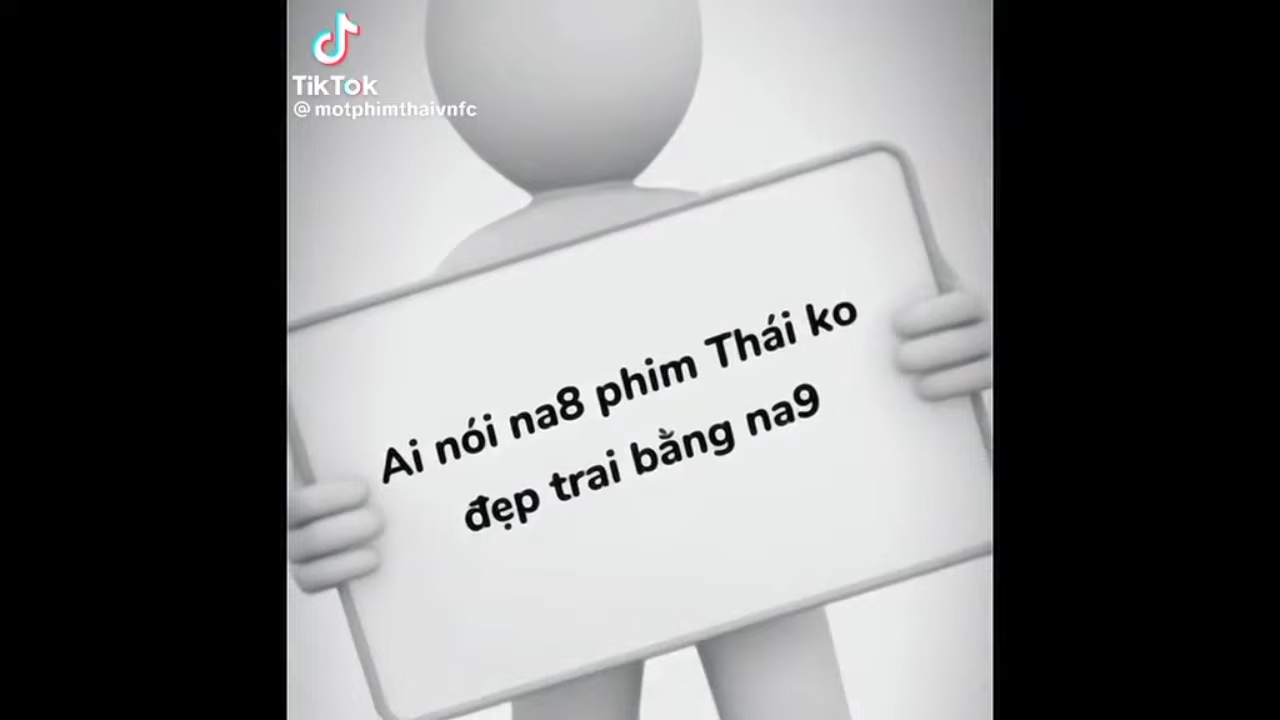 TikTok
@motphimthaivnfc
Ai nói na8 phim Thái ko
đẹp trai bằng na9